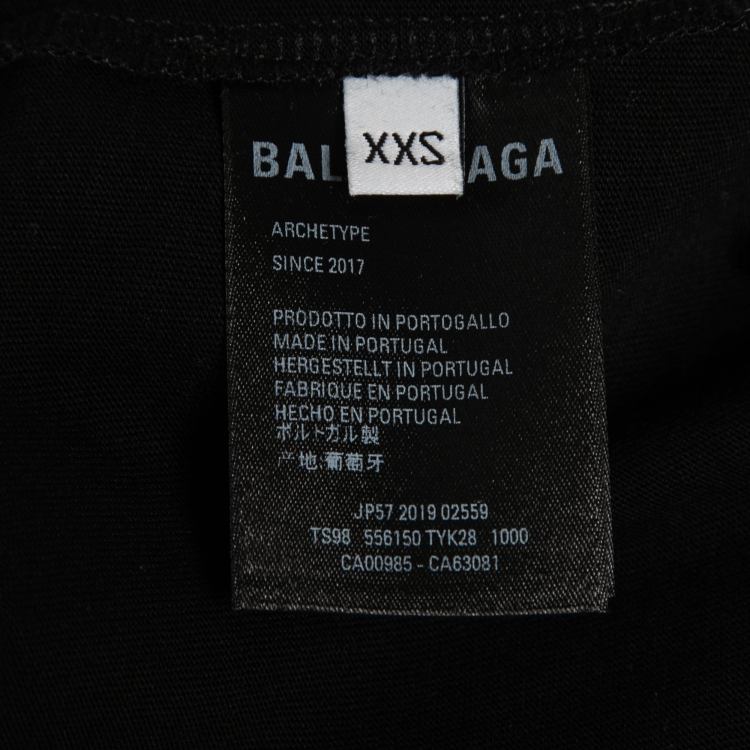 BAL AGA
XXS
ARCHETYPE
SINCE 2017
PRODOTTO IN PORTOGALLO
MADE IN PORTUGAL
HERGESTELLT IN PORTUGAL
FABRIQUE EN PORTUGAL
HECHO EN PORTUGAL
ポルトガル製
产地:葡萄牙
JP57 2019 02559
TS98 556150 TYK28 1000
CA00985 - CA63081